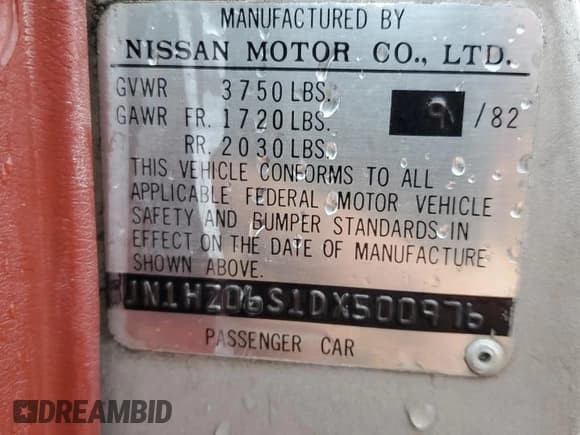 MANUFACTURED BY
NISSAN MOTOR CO., LTD.
GVWR 3750 LBS.
GAWR FR. 1720 LBS. 9 /82
RR. 2030 LBS.
THIS VEHICLE CONFORMS TO ALL
APPLICABLE FEDERAL MOTOR VEHICLE
SAFETY AND BUMPER STANDARDS IN
EFFECT ON THE DATE OF MANUFACTURE
SHOWN ABOVE.
JN1HZ06S1DX500976
PASSENGER CAR
DREAMBID